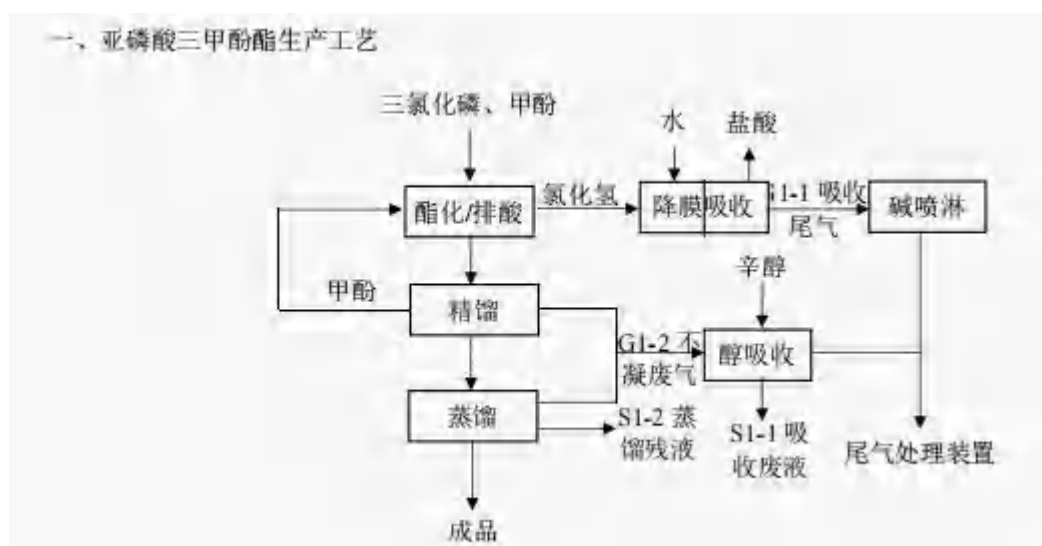 一、亚磷酸三甲酚酯生产工艺
三氯化磷、甲酚
水
盐酸
酯化/排酸
氯化氢
降膜吸收
G1-1 吸收
尾气
碱喷淋
辛醇
甲酚
精馏
G1-2 不
凝废气
醇吸收
蒸馏
S1-2 蒸
馏残液
S1-1 吸
收废液
尾气处理装置
成品